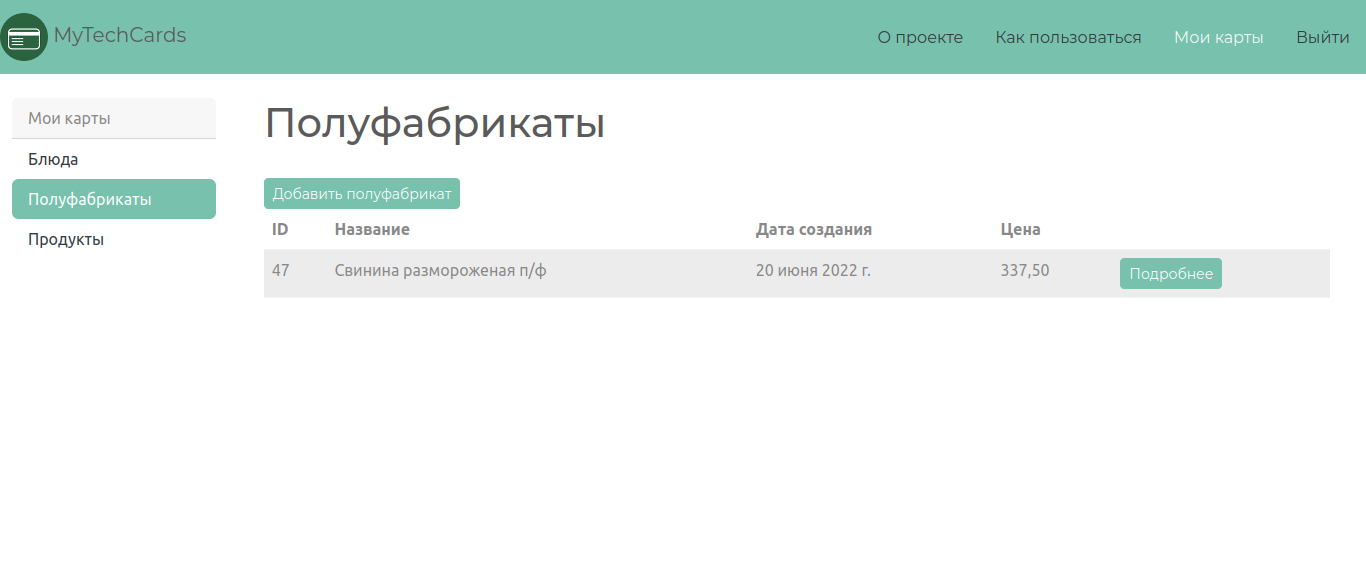 MyTechCards
О проекте Как пользоваться Мои карты Выйти
Мои карты
Блюда
Полуфабрикаты
Продукты
Полуфабрикаты
Добавить полуфабрикат
ID Название Дата создания Цена
47 Свинина размороженая п/ф 20 июня 2022 г. 337,50 Подробнее